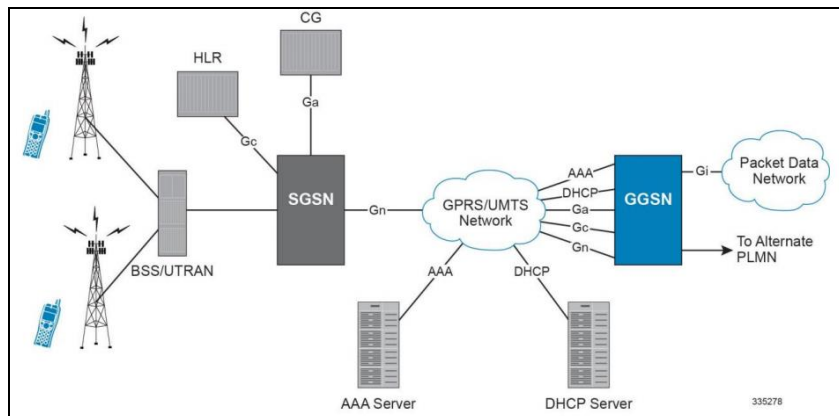 CG
HLR
Ga
Gc
SGSN
Gn
GPRS/UMTS
Network
AAA
DHCP
Ga
Gc
Gn
GGSN
Gi
Packet Data
Network
To Alternate
PLMN
BSS/UTRAN
AAA
DHCP
AAA Server
DHCP Server
335278